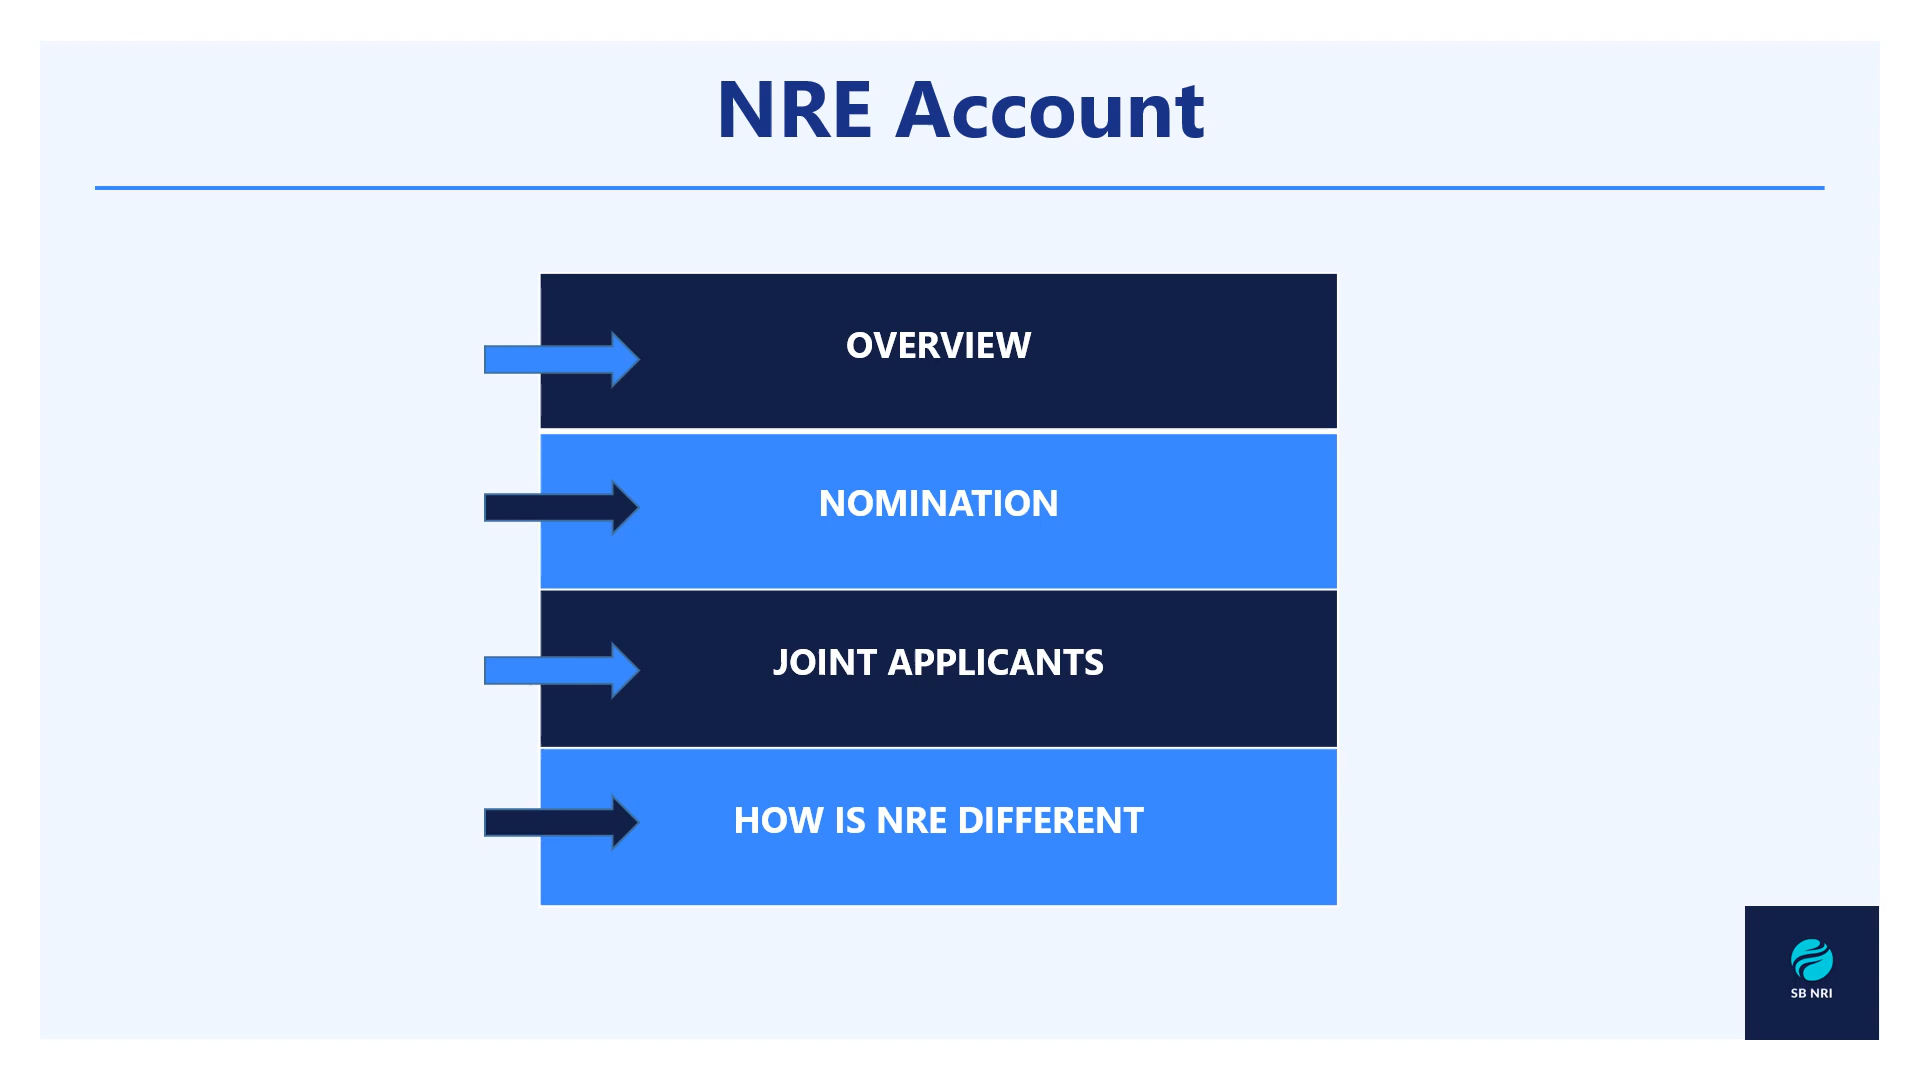 NRE Account
OVERVIEW
NOMINATION
JOINT APPLICANTS
HOW IS NRE DIFFERENT
SB NRI